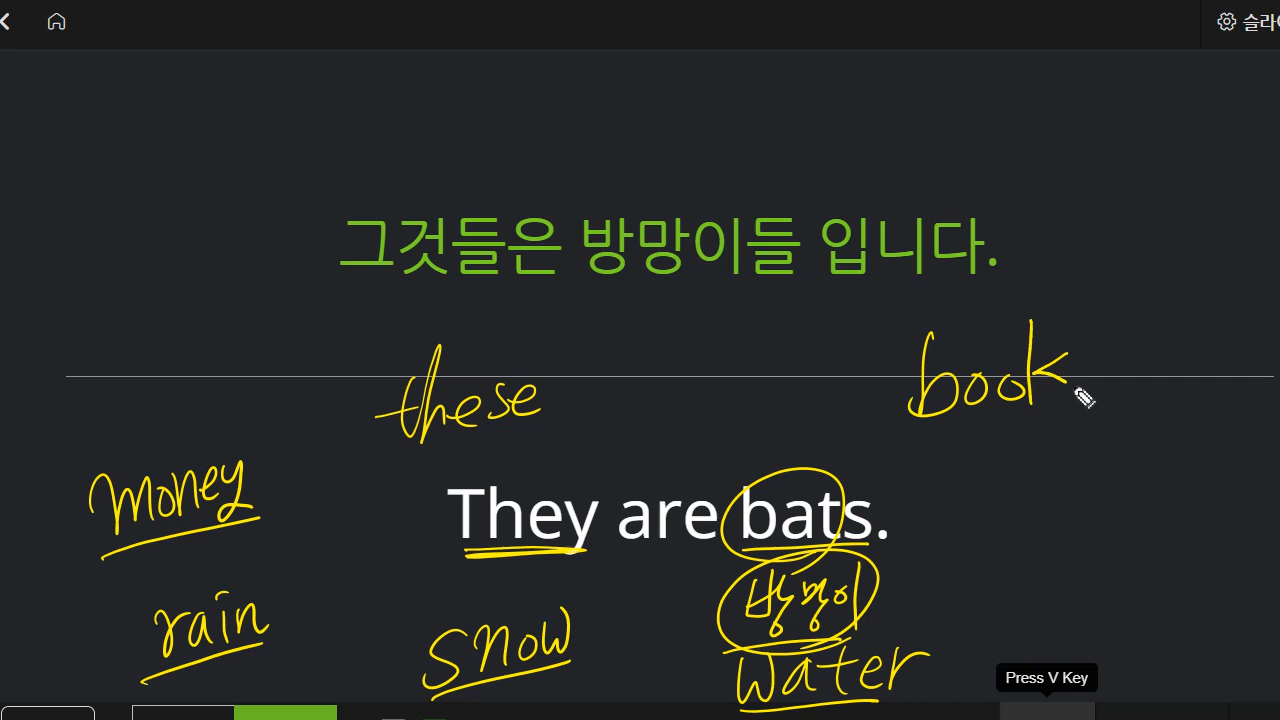 슬라이
그것들은 방망이들 입니다.
these
book
money
They are bats.
방망이
rain
snow
water
Press V Key